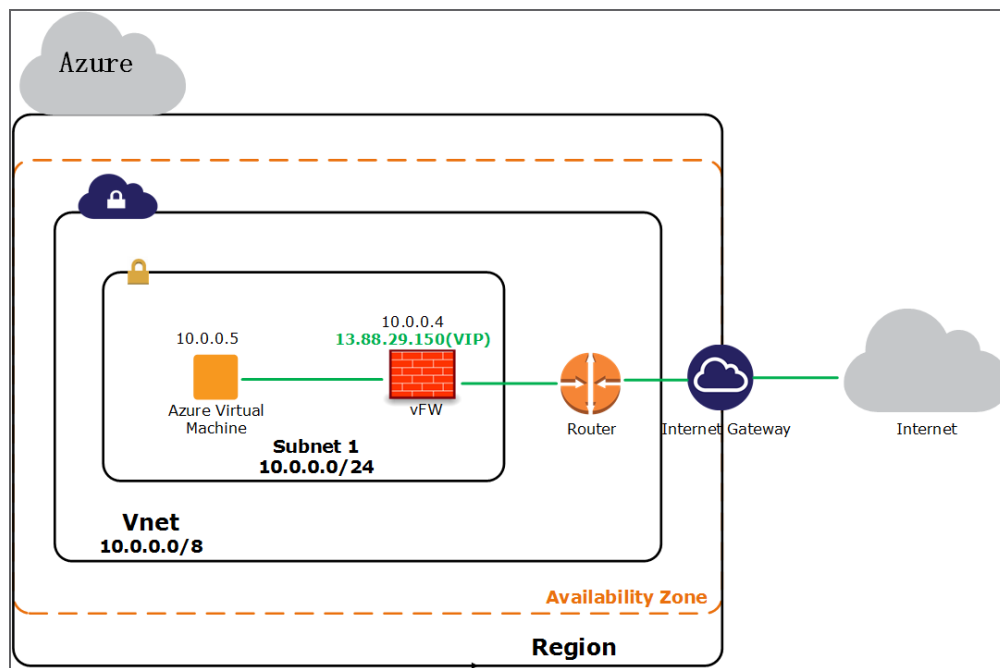 Azure
10.0.0.5
10.0.0.4
13.88.29.150(VIP)
Azure Virtual
Machine
vFW
Router
Internet Gateway
Internet
Subnet 1
10.0.0.0/24
Vnet
10.0.0.0/8
Availability Zone
Region